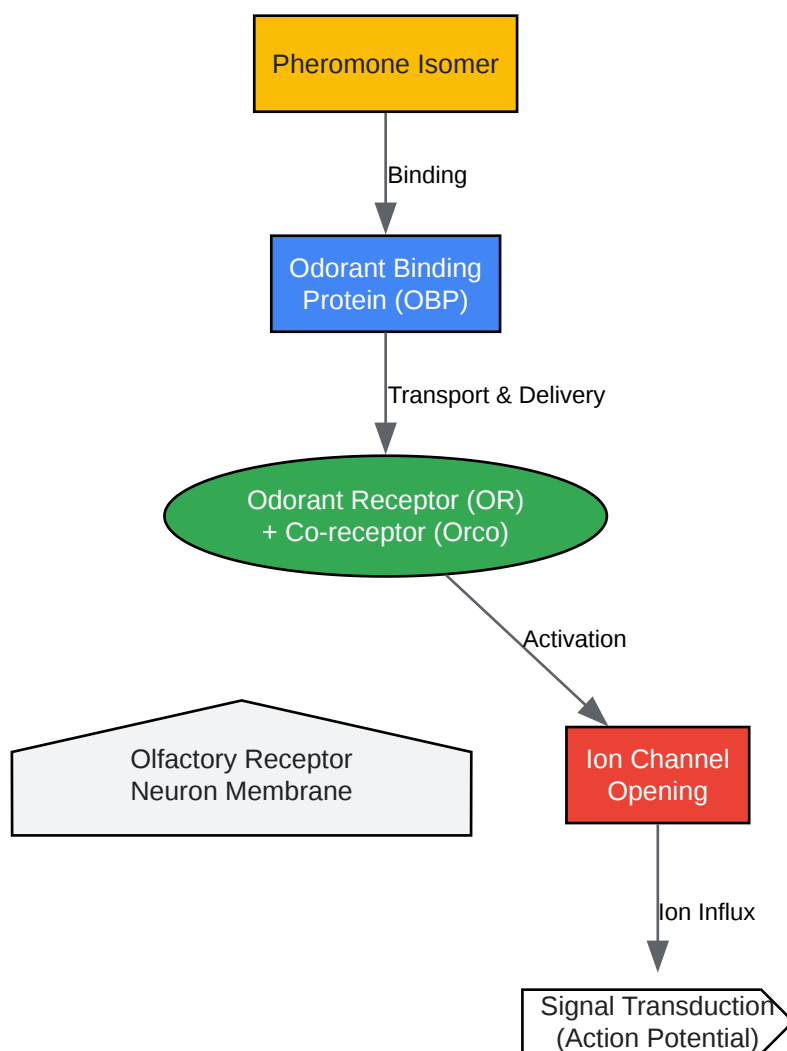 Pheromone Isomer
Binding
Odorant Binding
Protein (OBP)
Transport & Delivery
Odorant Receptor (OR)
+ Co-receptor (Orco)
Activation
Olfactory Receptor
Neuron Membrane
Ion Channel
Opening
Ion Influx
Signal Transduction
(Action Potential)